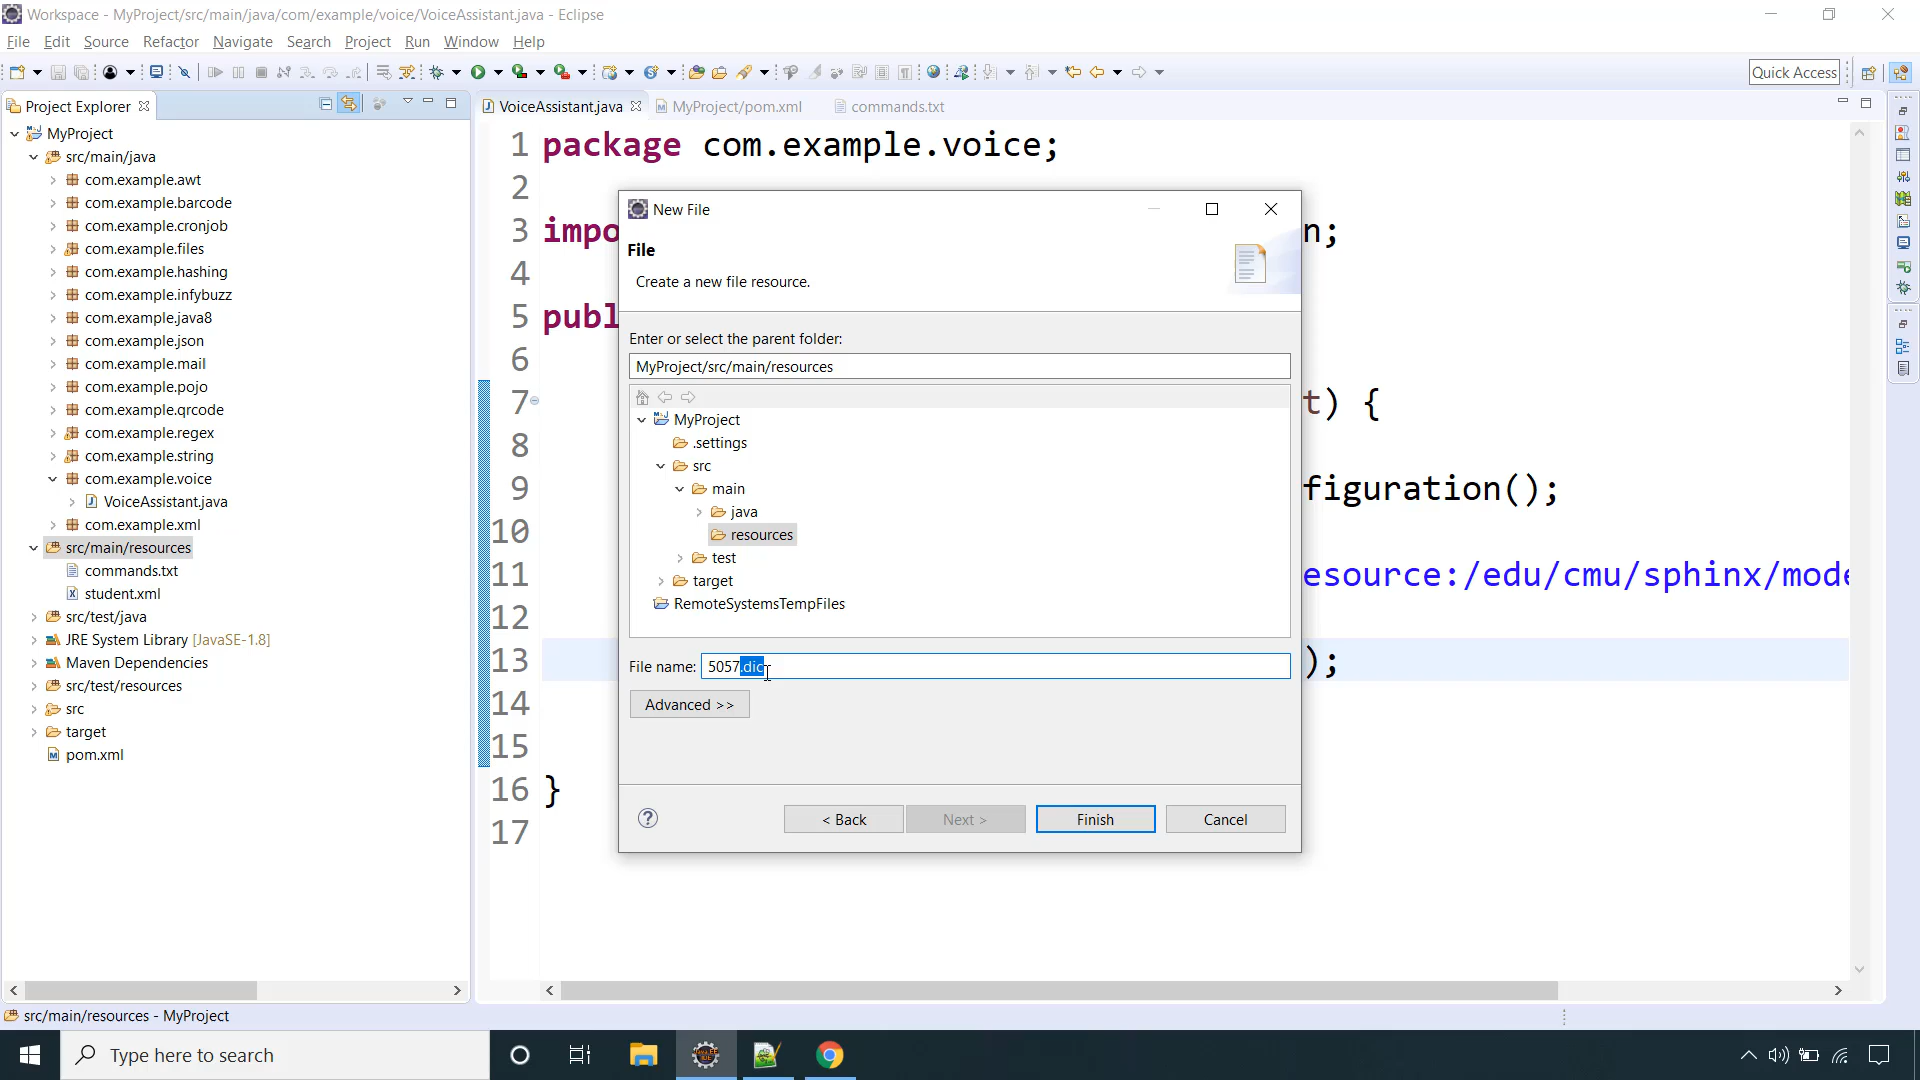 Workspace - MyProject/src/main/java/com/example/voice/VoiceAssistant.java - Eclipse
File Edit Source Refactor Navigate Search Project Run Window Help
Quick Access
Project Explorer
VoiceAssistant.java MyProject/pom.xml commands.txt
MyProject
src/main/java
com.example.awt
com.example.barcode
com.example.cronjob
com.example.files
com.example.hashing
com.example.infybuzz
com.example.java8
com.example.json
com.example.mail
com.example.pojo
com.example.qrcode
com.example.regex
com.example.string
com.example.voice
VoiceAssistant.java
com.example.xml
src/main/resources
commands.txt
student.xml
src/test/java
JRE System Library [JavaSE-1.8]
Maven Dependencies
src/test/resources
src
target
pom.xml
1 package com.example.voice;
2
3 impo n;
4
5 publ
6
7 t) {
8
9 figuration();
10
11 esource:/edu/cmu/sphinx/mode
12
13 );
14
15
16 }
17
New File
File
Create a new file resource.
Enter or select the parent folder:
MyProject/src/main/resources
MyProject
.settings
src
main
java
resources
test
target
RemoteSystemsTempFiles
File name: 5057.dic
Advanced >>
? < Back Next > Finish Cancel
src/main/resources - MyProject
Type here to search